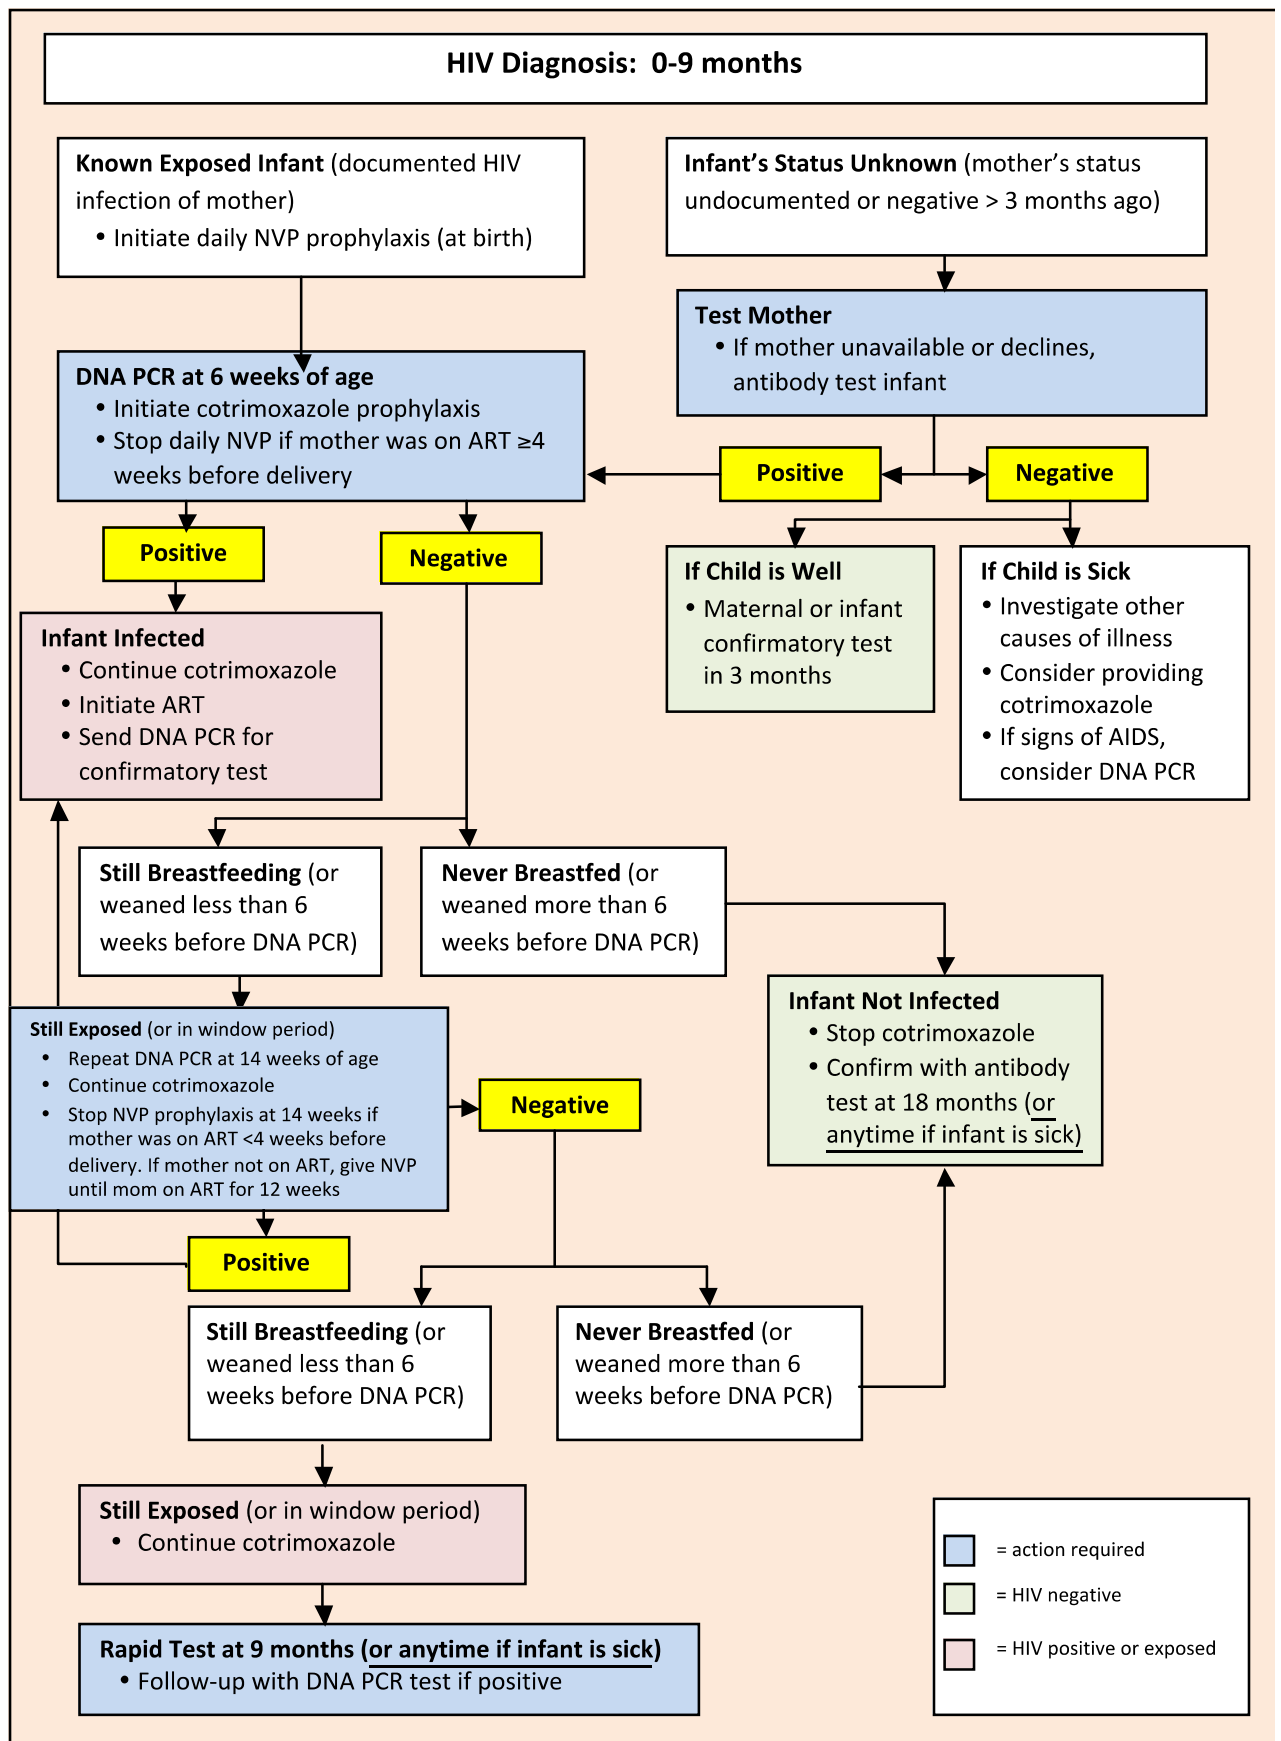 HIV Diagnosis: 0-9 months
Known Exposed Infant (documented HIV
infection of mother)
• Initiate daily NVP prophylaxis (at birth)
Infant’s Status Unknown (mother’s status
undocumented or negative > 3 months ago)
Test Mother
• If mother unavailable or declines,
antibody test infant
DNA PCR at 6 weeks of age
• Initiate cotrimoxazole prophylaxis
• Stop daily NVP if mother was on ART ≥4
weeks before delivery
Positive
Negative
Positive
Negative
If Child is Well
• Maternal or infant
confirmatory test
in 3 months
If Child is Sick
• Investigate other
causes of illness
• Consider providing
cotrimoxazole
• If signs of AIDS,
consider DNA PCR
Infant Infected
• Continue cotrimoxazole
• Initiate ART
• Send DNA PCR for
confirmatory test
Still Breastfeeding (or
weaned less than 6
weeks before DNA PCR)
Never Breastfed (or
weaned more than 6
weeks before DNA PCR)
Infant Not Infected
• Stop cotrimoxazole
• Confirm with antibody
test at 18 months (or
anytime if infant is sick)
Still Exposed (or in window period)
• Repeat DNA PCR at 14 weeks of age
• Continue cotrimoxazole
• Stop NVP prophylaxis at 14 weeks if
mother was on ART <4 weeks before
delivery. If mother not on ART, give NVP
until mom on ART for 12 weeks
Negative
Positive
Still Breastfeeding (or
weaned less than 6
weeks before DNA PCR)
Never Breastfed (or
weaned more than 6
weeks before DNA PCR)
Still Exposed (or in window period)
• Continue cotrimoxazole
Rapid Test at 9 months (or anytime if infant is sick)
• Follow-up with DNA PCR test if positive
= action required
= HIV negative
= HIV positive or exposed